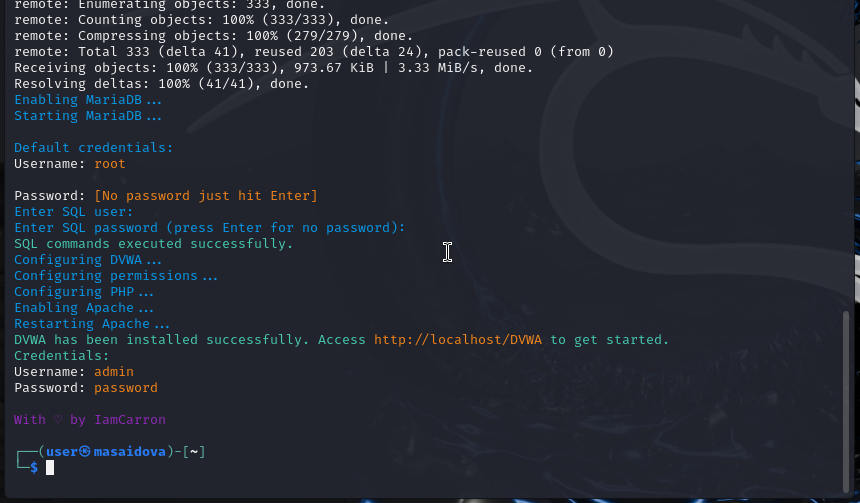 remote: Enumerating objects: 333, done.
remote: Counting objects: 100% (333/333), done.
remote: Compressing objects: 100% (279/279), done.
remote: Total 333 (delta 41), reused 203 (delta 24), pack-reused 0 (from 0)
Receiving objects: 100% (333/333), 973.67 KiB | 3.33 MiB/s, done.
Resolving deltas: 100% (41/41), done.
Enabling MariaDB...
Starting MariaDB...
Default credentials:
Username: root
Password: [No password just hit Enter]
Enter SQL user:
Enter SQL password (press Enter for no password):
SQL commands executed successfully.
Configuring DVWA...
Configuring permissions...
Configuring PHP...
Enabling Apache...
Restarting Apache...
DVWA has been installed successfully. Access http://localhost/DVWA to get started.
Credentials:
Username: admin
Password: password
With ♡ by IamCarron
┌──(user㉿masaidova)-[~]
└─$